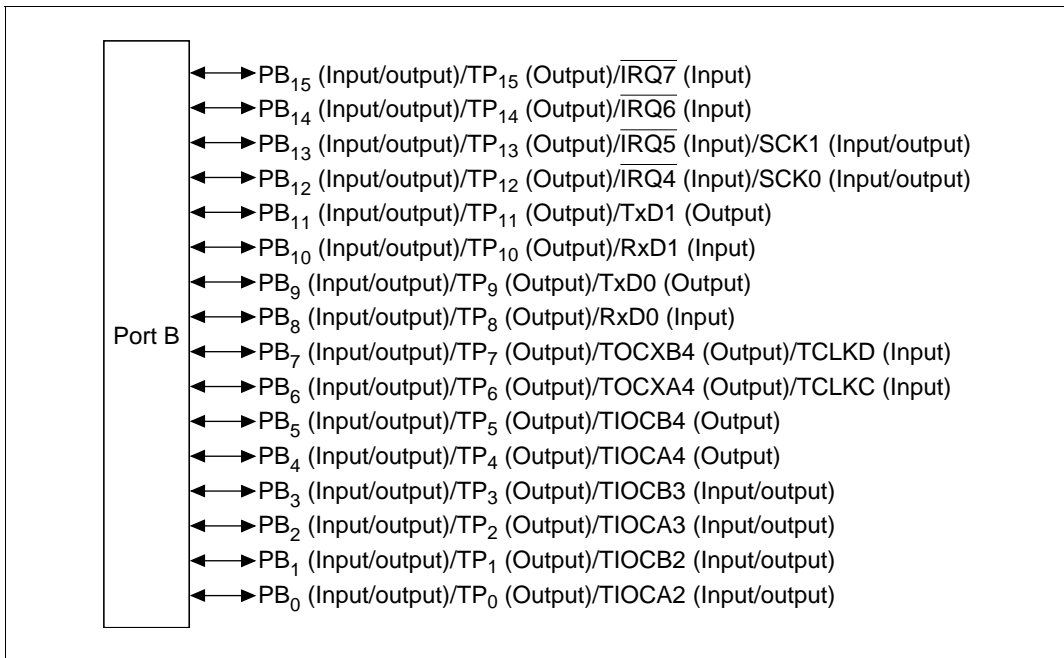 PB15 (Input/output)/TP15 (Output)/I̅R̅Q̅7̅ (Input)
PB14 (Input/output)/TP14 (Output)/I̅R̅Q̅6̅ (Input)
PB13 (Input/output)/TP13 (Output)/I̅R̅Q̅5̅ (Input)/SCK1 (Input/output)
PB12 (Input/output)/TP12 (Output)/I̅R̅Q̅4̅ (Input)/SCK0 (Input/output)
PB11 (Input/output)/TP11 (Output)/TxD1 (Output)
PB10 (Input/output)/TP10 (Output)/RxD1 (Input)
PB9 (Input/output)/TP9 (Output)/TxD0 (Output)
PB8 (Input/output)/TP8 (Output)/RxD0 (Input)
Port B
PB7 (Input/output)/TP7 (Output)/TOCXB4 (Output)/TCLKD (Input)
PB6 (Input/output)/TP6 (Output)/TOCXA4 (Output)/TCLKC (Input)
PB5 (Input/output)/TP5 (Output)/TIOCB4 (Output)
PB4 (Input/output)/TP4 (Output)/TIOCA4 (Output)
PB3 (Input/output)/TP3 (Output)/TIOCB3 (Input/output)
PB2 (Input/output)/TP2 (Output)/TIOCA3 (Input/output)
PB1 (Input/output)/TP1 (Output)/TIOCB2 (Input/output)
PB0 (Input/output)/TP0 (Output)/TIOCA2 (Input/output)